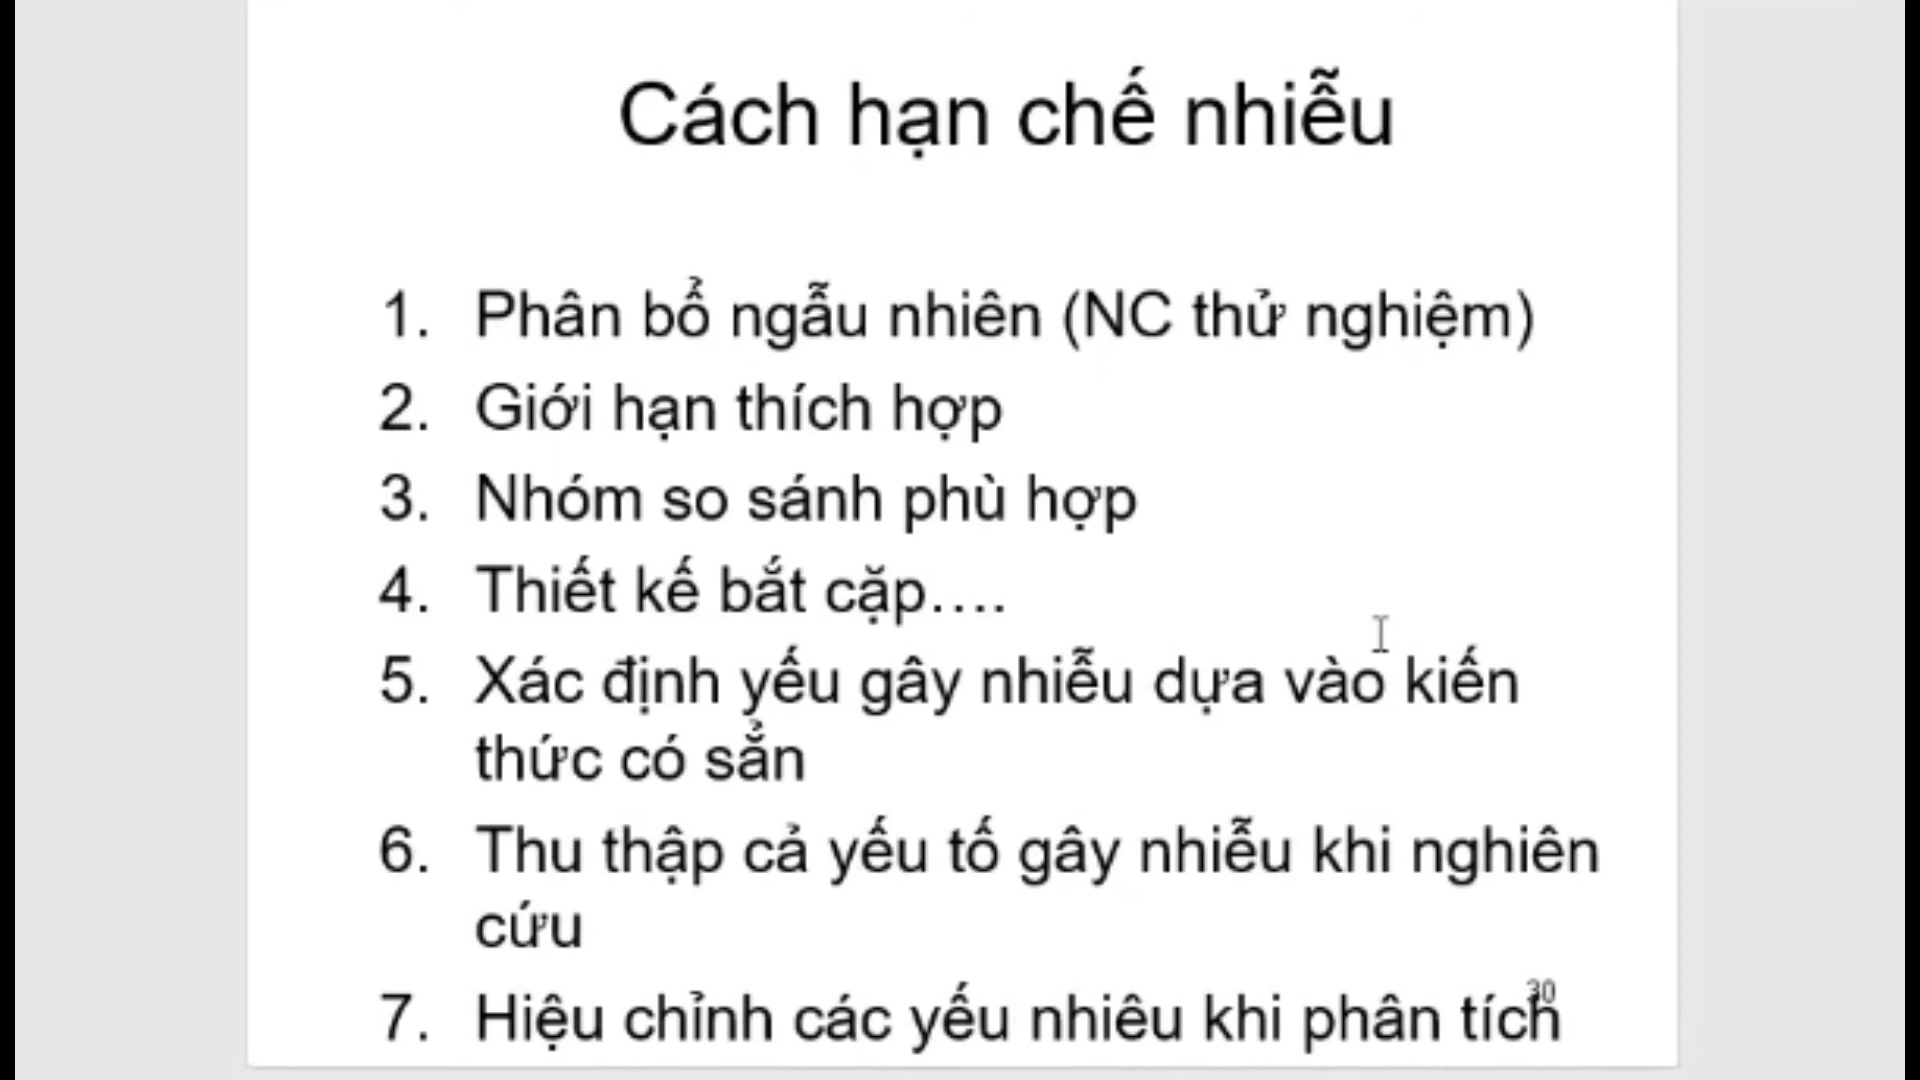 Cách hạn chế nhiễu
1. Phân bổ ngẫu nhiên (NC thử nghiệm)
2. Giới hạn thích hợp
3. Nhóm so sánh phù hợp
4. Thiết kế bắt cặp....
5. Xác định yếu gây nhiễu dựa vào kiến
thức có sẳn
6. Thu thập cả yếu tố gây nhiễu khi nghiên
cứu
7. Hiệu chỉnh các yếu nhiêu khi phân tích
30